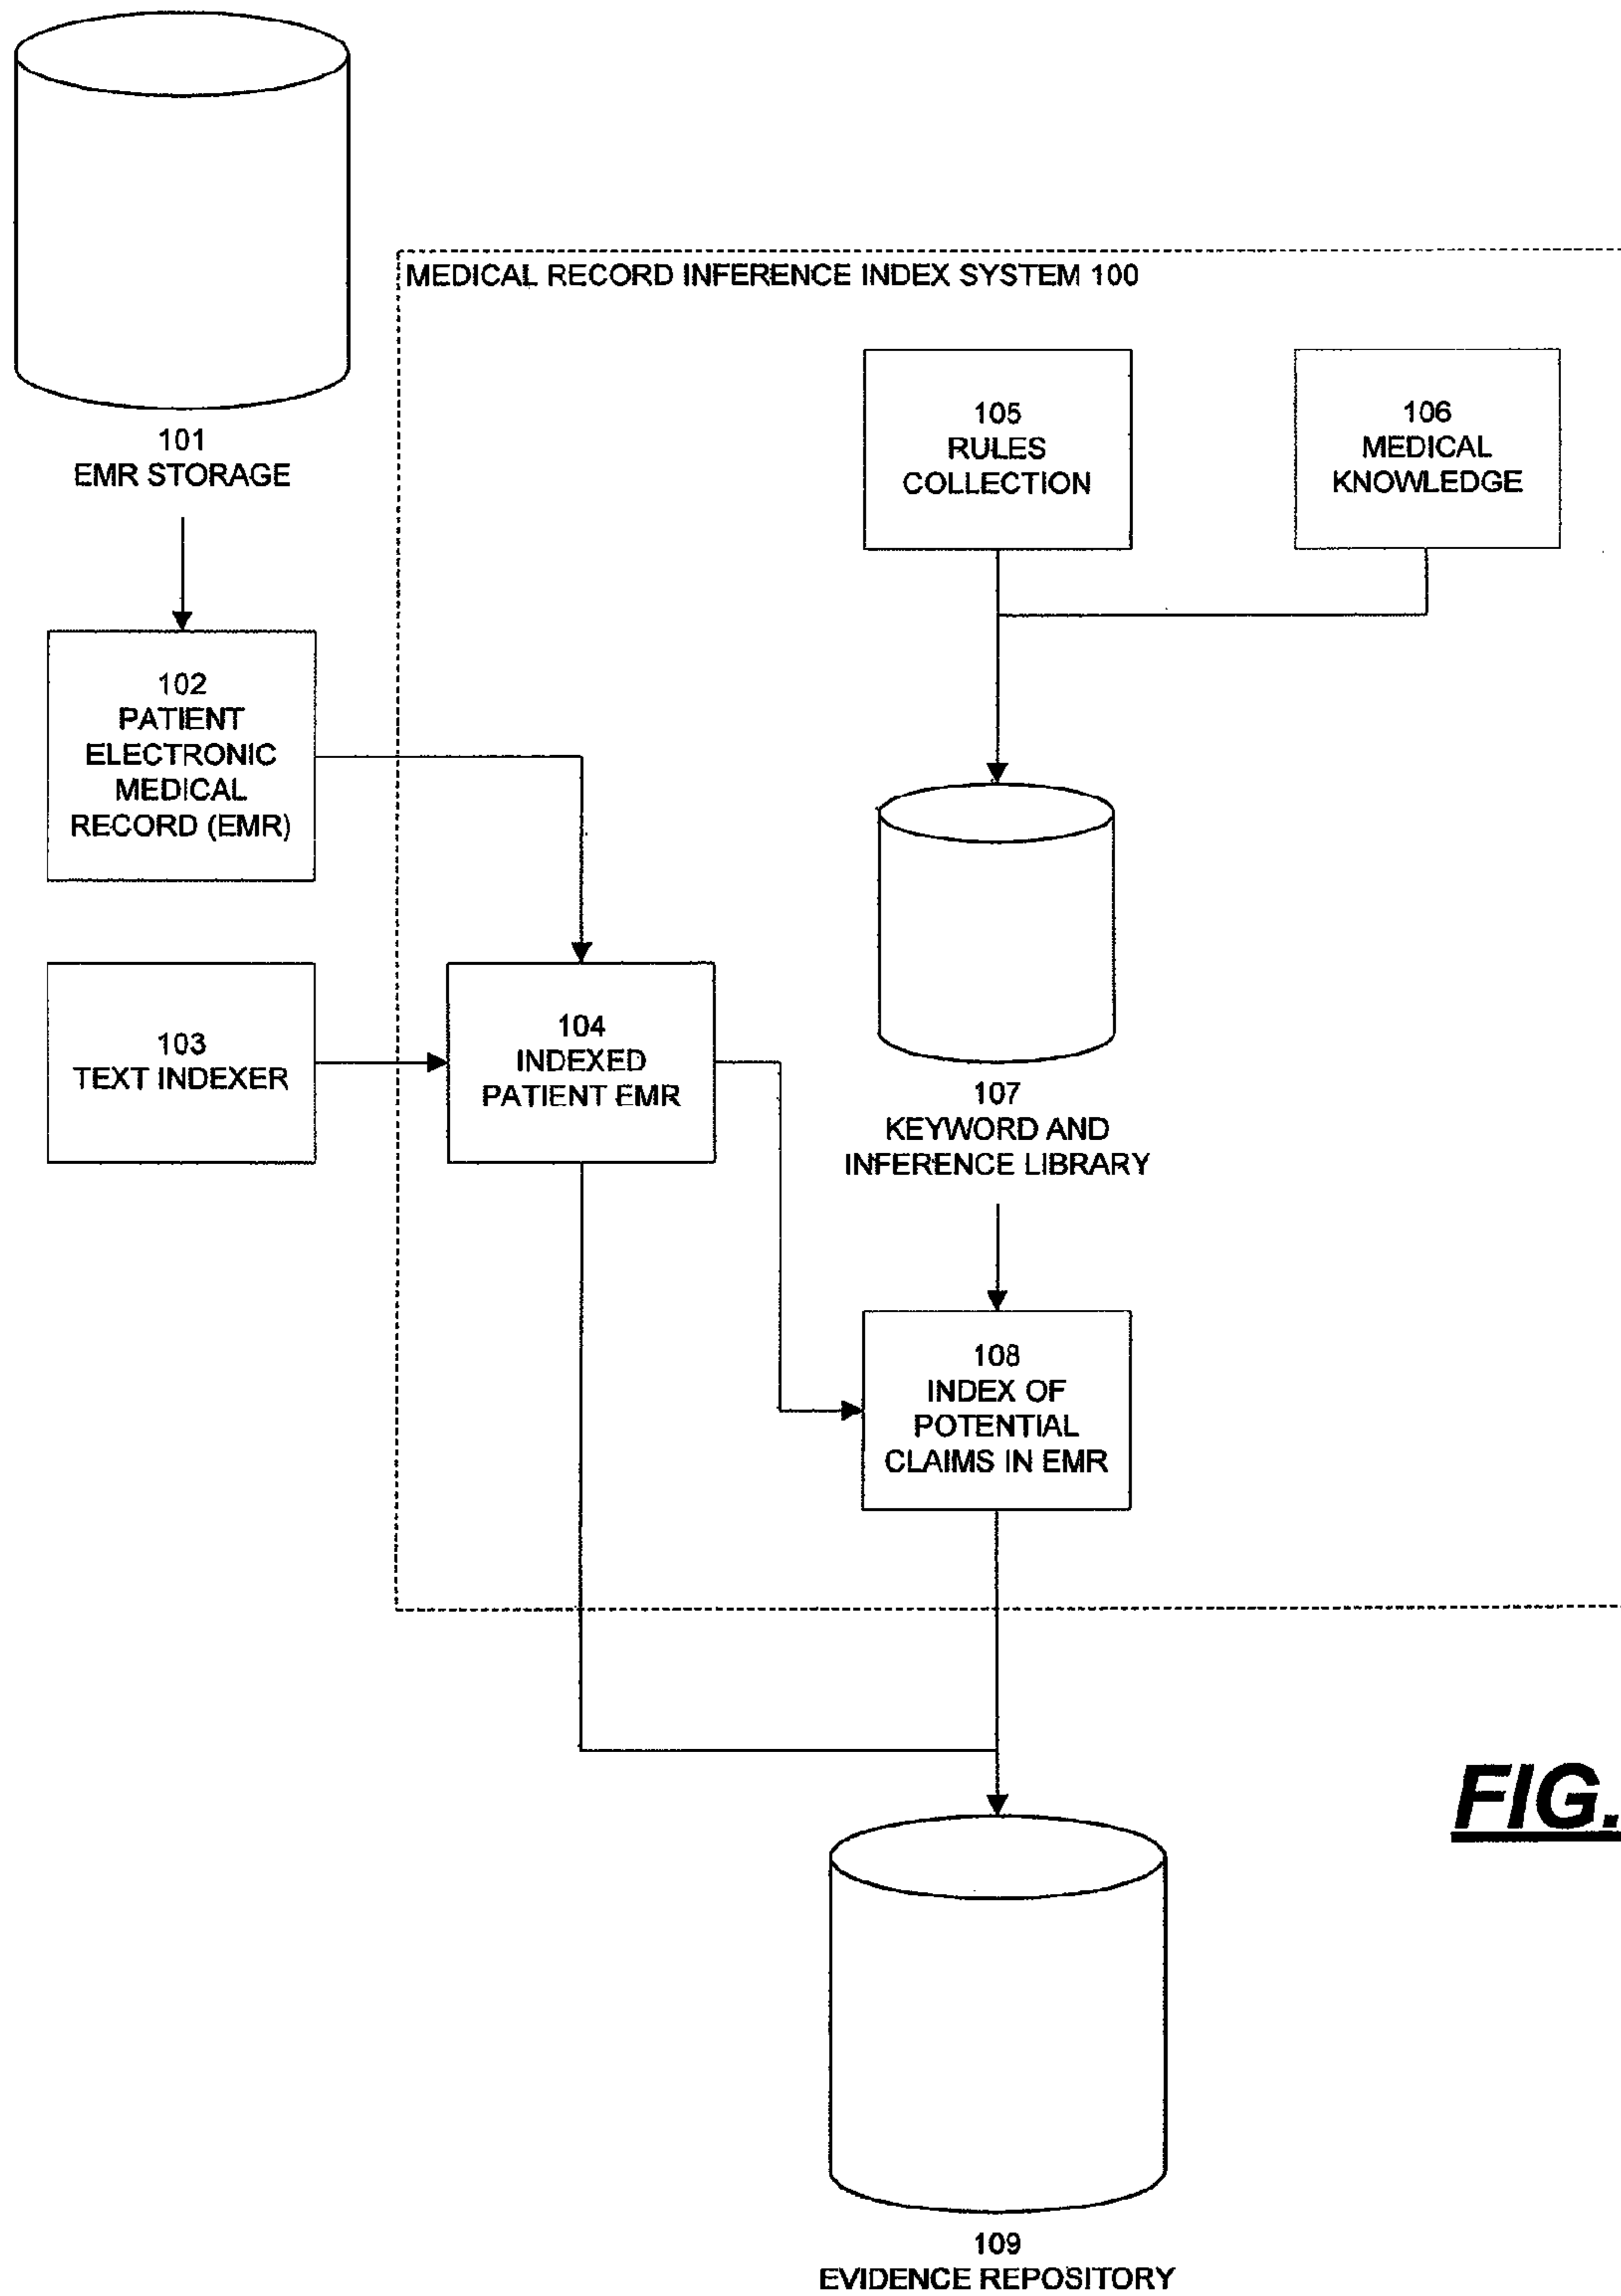 MEDICAL RECORD INFERENCE INDEX SYSTEM 100
101
EMR STORAGE
105
RULES
COLLECTION
106
MEDICAL
KNOWLEDGE
102
PATIENT
ELECTRONIC
MEDICAL
RECORD (EMR)
103
TEXT INDEXER
104
INDEXED
PATIENT EMR
107
KEYWORD AND
INFERENCE LIBRARY
108
INDEX OF
POTENTIAL
CLAIMS IN EMR
FIG.
109
EVIDENCE REPOSITORY